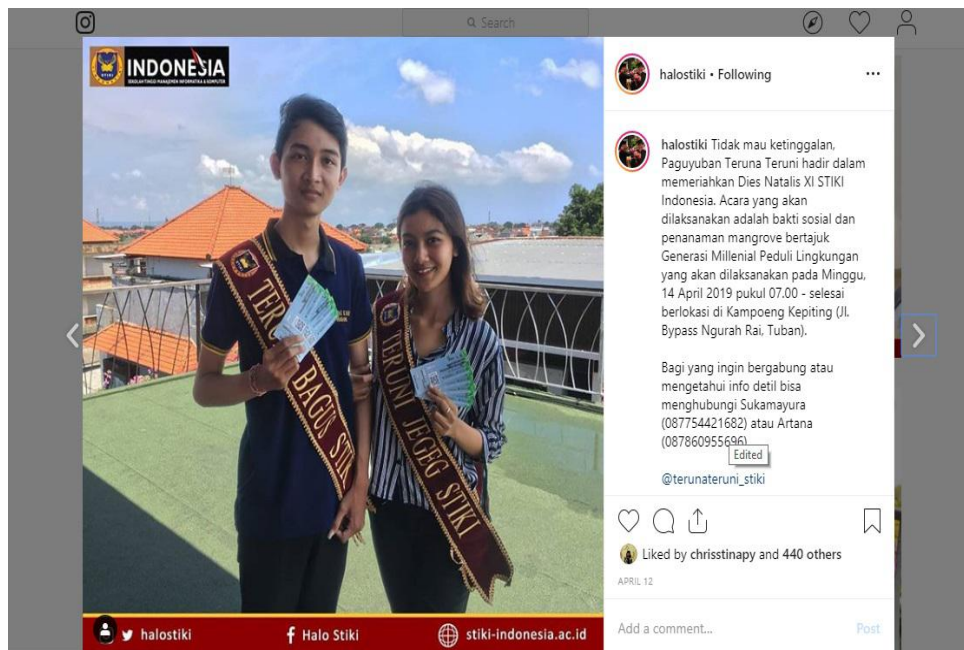 Search
INDONESIA
SEKOLAH TINGGI MANAJEMEN INFORMATIKA & KOMPUTER
TERUNA BAGUS STIKI
TERUNI JEGEG STIKI
halostiki
Halo Stiki
stiki-indonesia.ac.id
halostiki • Following
halostiki Tidak mau ketinggalan,
Paguyuban Teruna Teruni hadir dalam
memeriahkan Dies Natalis XI STIKI
Indonesia. Acara yang akan
dilaksanakan adalah bakti sosial dan
penanaman mangrove bertajuk
Generasi Millenial Peduli Lingkungan
yang akan dilaksanakan pada Minggu,
14 April 2019 pukul 07.00 - selesai
berlokasi di Kampoeng Kepiting (Jl.
Bypass Ngurah Rai, Tuban).
Bagi yang ingin bergabung atau
mengetahui info detil bisa
menghubungi Sukamayura
(087754421682) atau Artana
(087860955696)
Edited
@terunateruni_stiki
Liked by chrisstinapy and 440 others
APRIL 12
Add a comment...
Post